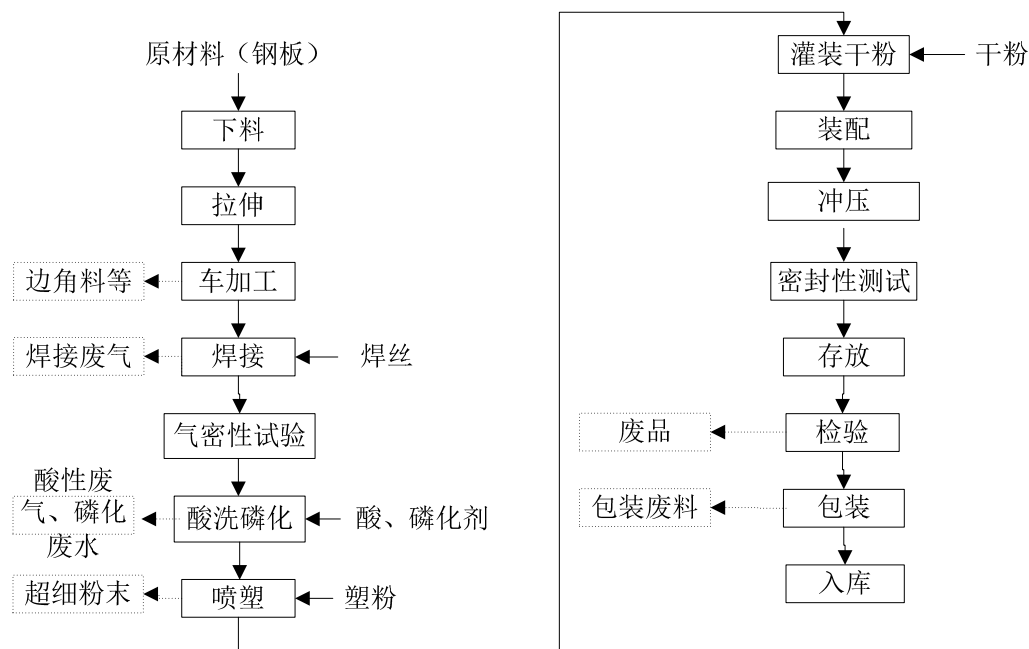 原材料（钢板）
下料
拉伸
边角料等
车加工
焊接废气
焊接
焊丝
气密性试验
酸性废
气、磷化
废水
酸洗磷化
酸、磷化剂
超细粉末
喷塑
塑粉
灌装干粉
干粉
装配
冲压
密封性测试
存放
废品
检验
包装废料
包装
入库